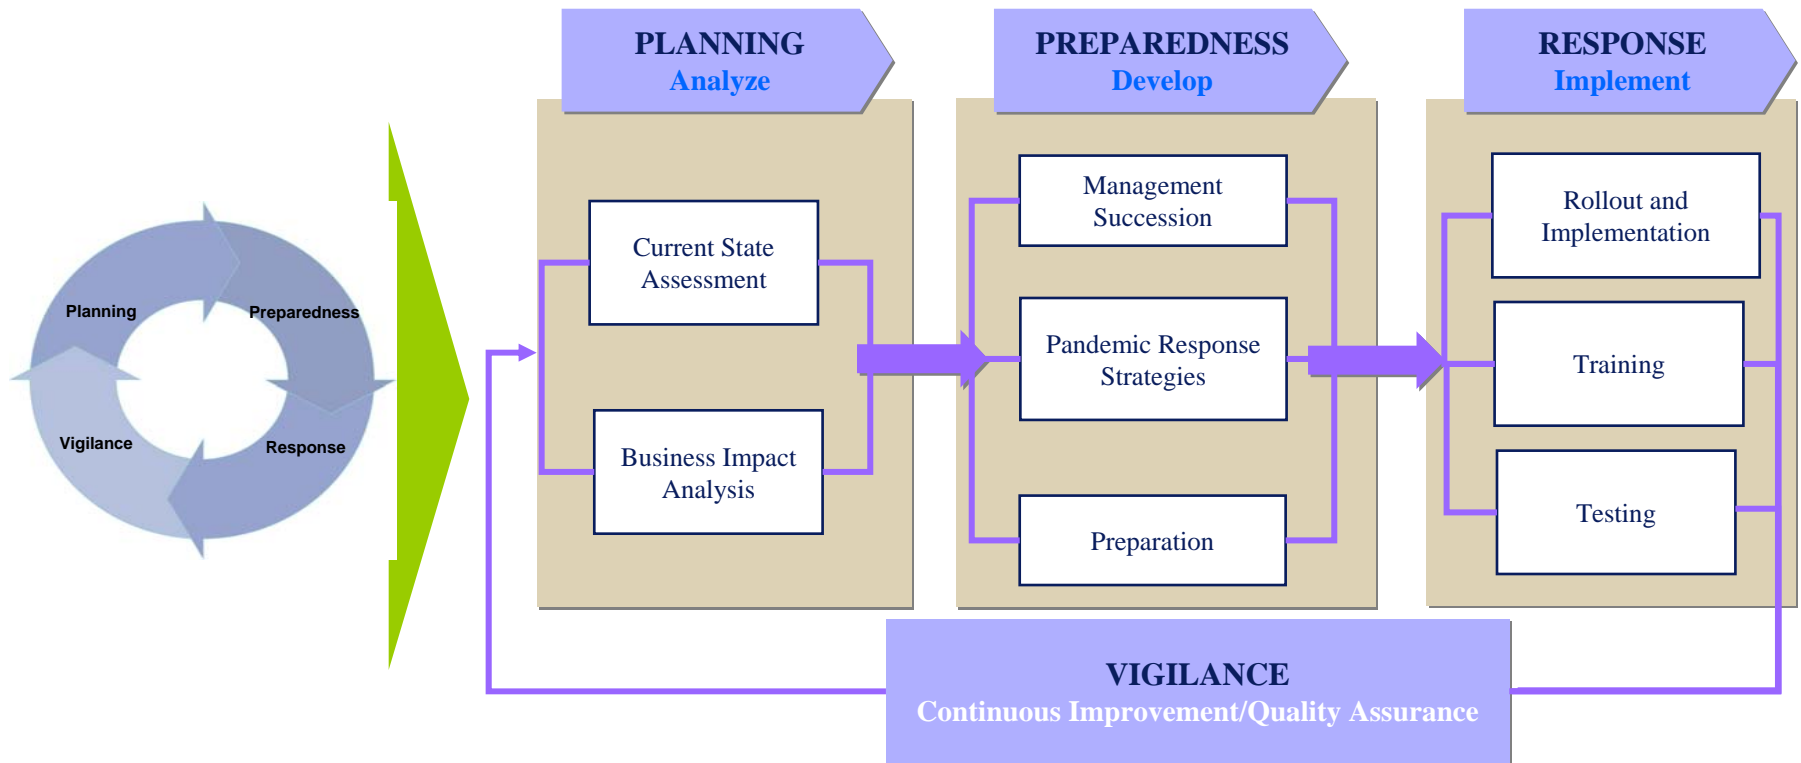 PLANNING
Analyze
PREPAREDNESS
Develop
RESPONSE
Implement
Planning
Preparedness
Vigilance
Response
Current State
Assessment
Business Impact
Analysis
Management
Succession
Pandemic Response
Strategies
Preparation
Rollout and
Implementation
Training
Testing
VIGILANCE
Continuous Improvement/Quality Assurance